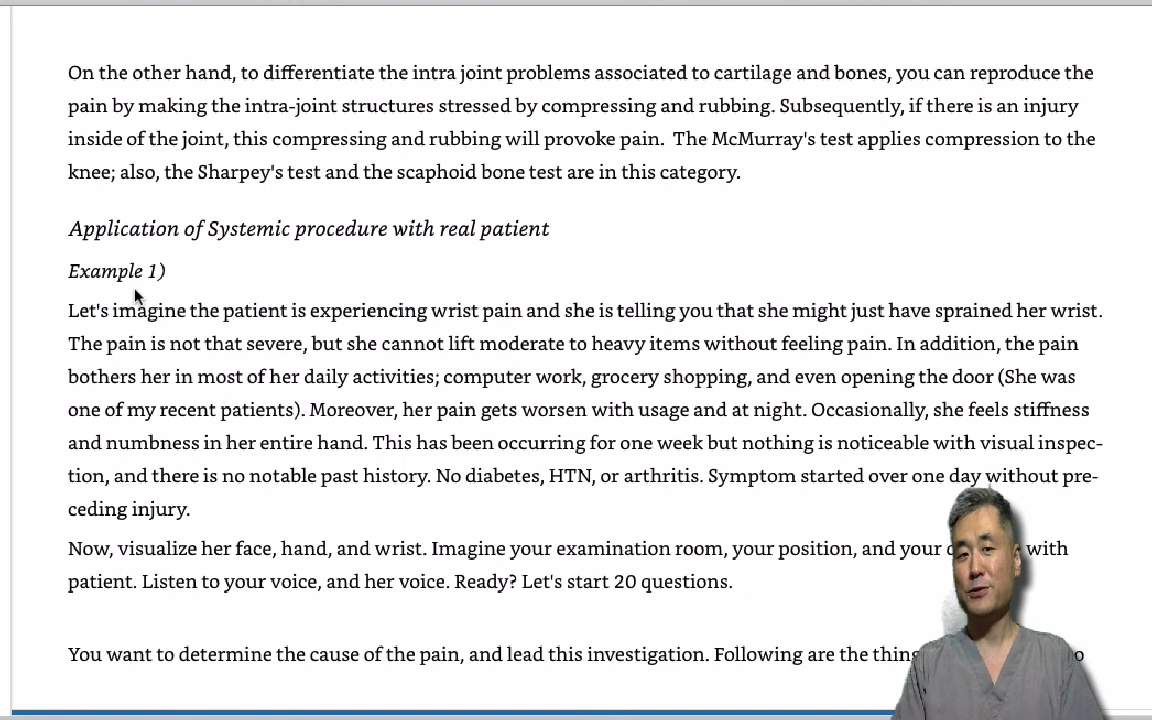 On the other hand, to differentiate the intra joint problems associated to cartilage and bones, you can reproduce the
pain by making the intra-joint structures stressed by compressing and rubbing. Subsequently, if there is an injury
inside of the joint, this compressing and rubbing will provoke pain. The McMurray's test applies compression to the
knee; also, the Sharpey's test and the scaphoid bone test are in this category.
Application of Systemic procedure with real patient
Example 1)
Let's imagine the patient is experiencing wrist pain and she is telling you that she might just have sprained her wrist.
The pain is not that severe, but she cannot lift moderate to heavy items without feeling pain. In addition, the pain
bothers her in most of her daily activities; computer work, grocery shopping, and even opening the door (She was
one of my recent patients). Moreover, her pain gets worsen with usage and at night. Occasionally, she feels stiffness
and numbness in her entire hand. This has been occurring for one week but nothing is noticeable with visual inspec-
tion, and there is no notable past history. No diabetes, HTN, or arthritis. Symptom started over one day without pre-
ceding injury.
Now, visualize her face, hand, and wrist. Imagine your examination room, your position, and your with
patient. Listen to your voice, and her voice. Ready? Let's start 20 questions.
You want to determine the cause of the pain, and lead this investigation. Following are the